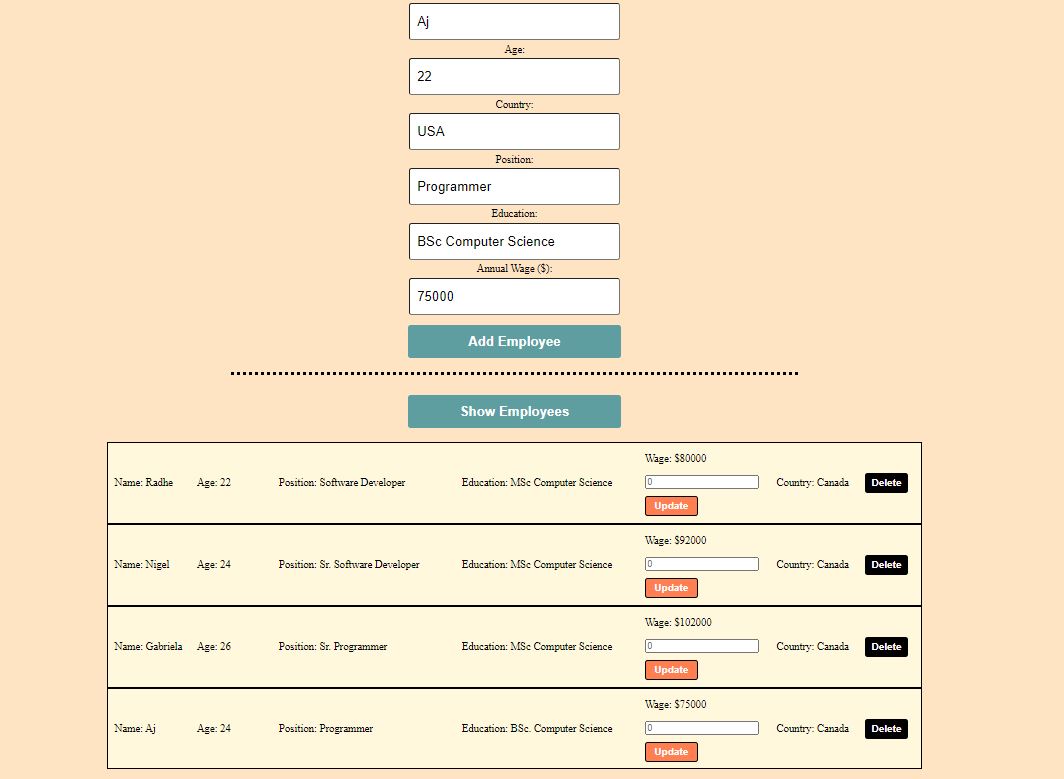 Aj
Age:
22
Country:
USA
Position:
Programmer
Education:
BSc Computer Science
Annual Wage ($):
75000
Add Employee
Show Employees
Wage: $80000
Name: Radhe Age: 22 Position: Software Developer Education: MSc Computer Science 0 Country: Canada Delete
Update
Wage: $92000
Name: Nigel Age: 24 Position: Sr. Software Developer Education: MSc Computer Science 0 Country: Canada Delete
Update
Wage: $102000
Name: Gabriela Age: 26 Position: Sr. Programmer Education: MSc Computer Science 0 Country: Canada Delete
Update
Wage: $75000
Name: Aj Age: 24 Position: Programmer Education: BSc. Computer Science 0 Country: Canada Delete
Update